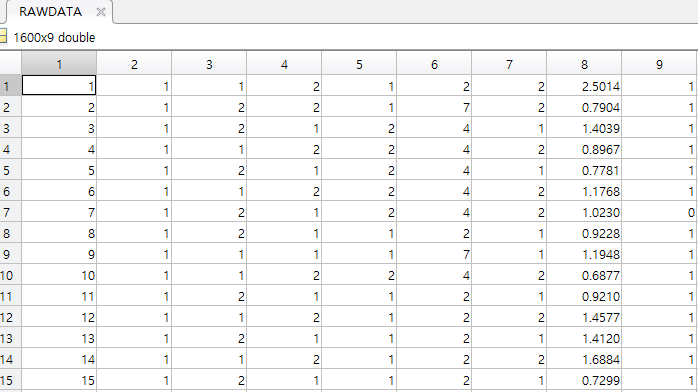 RAWDATA
1600x9 double
1 2 3 4 5 6 7 8 9
1 1 1 1 2 1 2 2 2.5014 1
2 2 1 2 2 1 7 2 0.7904 1
3 3 1 2 1 2 4 1 1.4039 1
4 4 1 1 2 2 4 2 0.8967 1
5 5 1 2 1 2 4 1 0.7781 1
6 6 1 1 2 2 4 2 1.1768 1
7 7 1 2 1 2 4 2 1.0230 0
8 8 1 2 1 1 2 1 0.9228 1
9 9 1 1 1 1 7 1 1.1948 1
10 10 1 1 2 2 4 2 0.6877 1
11 11 1 2 1 1 2 1 0.9210 1
12 12 1 1 2 1 2 2 1.4577 1
13 13 1 2 1 1 2 1 1.4120 1
14 14 1 1 2 1 2 2 1.6884 1
15 15 1 2 1 1 2 1 0.7299 1